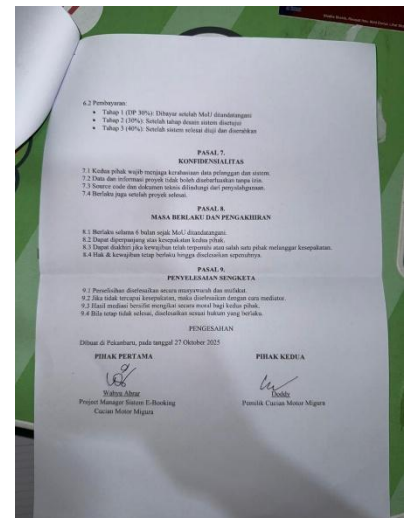 6.2 Pembayaran:
• Tahap 1 (DP 30%): Dibayar setelah MoU ditandatangani
• Tahap 2 (30%): Setelah tahap desain sistem disetujui
• Tahap 3 (40%): Setelah sistem selesai diuji dan diserahkan
PASAL 7.
KONFIDENSIALITAS
7.1 Kedua pihak wajib menjaga kerahasiaan data pelanggan dan sistem.
7.2 Data dan informasi proyek tidak boleh disebarluaskan tanpa izin.
7.3 Source code dan dokumen teknis dilindungi dari penyalahgunaan.
7.4 Berlaku juga setelah proyek selesai.
PASAL 8.
MASA BERLAKU DAN PENGAKHIRAN
8.1 Berlaku selama 6 bulan sejak MoU ditandatangani.
8.2 Dapat diperpanjang atas kesepakatan kedua pihak.
8.3 Dapat diakhiri jika kewajiban telah terpenuhi atau salah satu pihak melanggar kesepakatan.
8.4 Hak & kewajiban tetap berlaku hingga diselesaikan sepenuhnya.
PASAL 9.
PENYELESAIAN SENGKETA
9.1 Perselisihan diselesaikan secara musyawarah dan mufakat.
9.2 Jika tidak tercapai kesepakatan, maka diselesaikan dengan cara mediator.
9.3 Hasil mediasi bersifat mengikat secara moral bagi kedua pihak.
9.4 Bila tetap tidak selesai, diselesaikan sesuai hukum yang berlaku.
PENGESAHAN
Dibuat di Pekanbaru, pada tanggal 27 Oktober 2025
PIHAK PERTAMA PIHAK KEDUA
Wahyu Doddy
Project Manager Sistem E-Booking Pemilik Cucian Motor Migura
Cucian Motor Migura